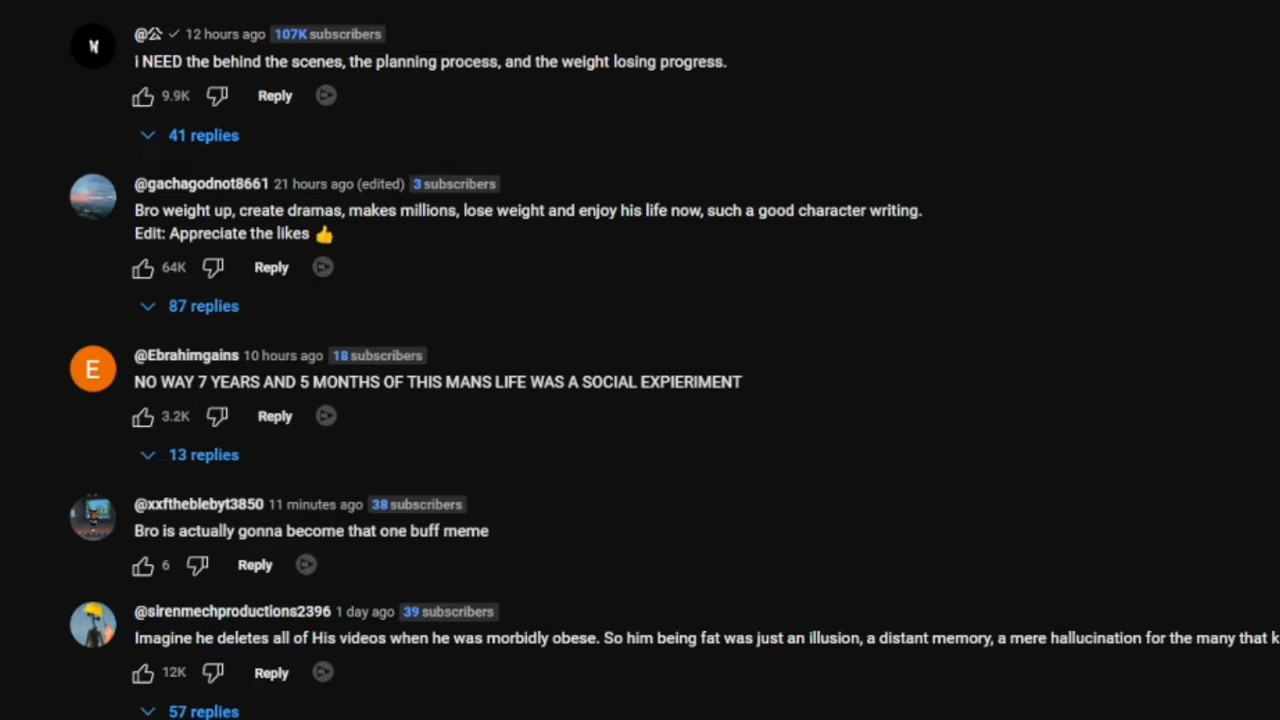 @公 12 hours ago 107K subscribers
i NEED the behind the scenes, the planning process, and the weight losing progress.
9.9K Reply
41 replies
@gachagodnot8661 21 hours ago (edited) 3 subscribers
Bro weight up, create dramas, makes millions, lose weight and enjoy his life now, such a good character writing.
Edit: Appreciate the likes 👍
64K Reply
87 replies
E @Ebrahimgains 10 hours ago 18 subscribers
NO WAY 7 YEARS AND 5 MONTHS OF THIS MANS LIFE WAS A SOCIAL EXPIERIMENT
3.2K Reply
13 replies
@xxftheblebyt3850 11 minutes ago 38 subscribers
Bro is actually gonna become that one buff meme
6 Reply
@sirenmechproductions2396 1 day ago 39 subscribers
Imagine he deletes all of His videos when he was morbidly obese. So him being fat was just an illusion, a distant memory, a mere hallucination for the many that k
12K Reply
57 replies